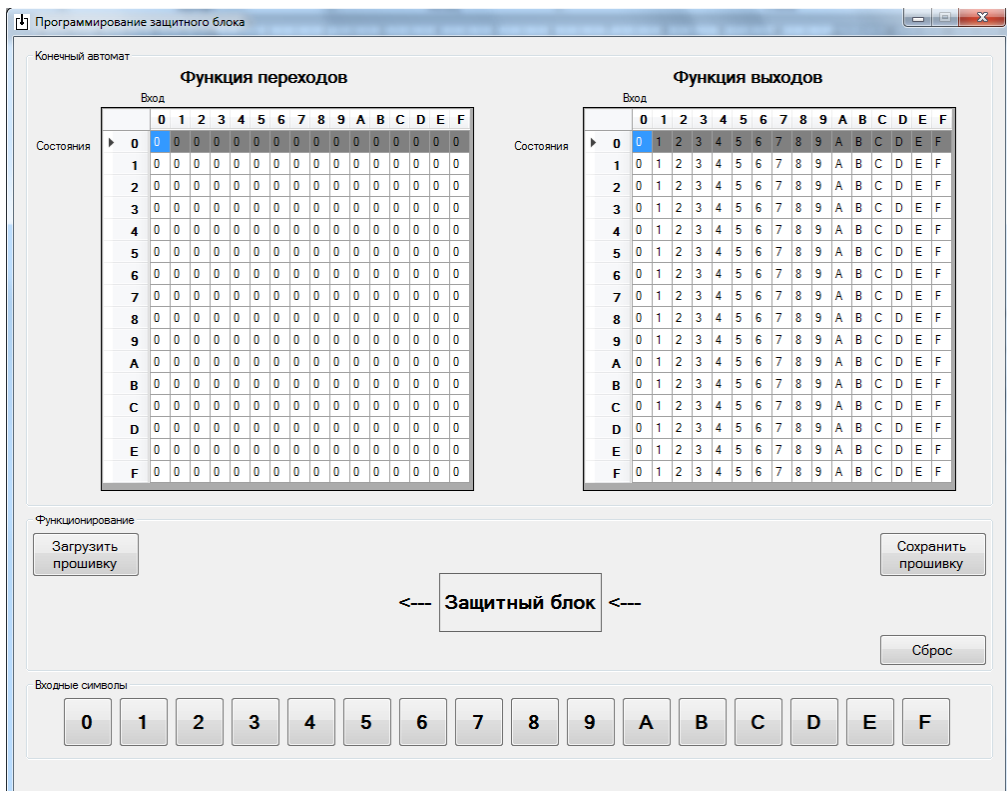 Программирование защитного блока
Конечный автомат
Функция переходов
Вход
0 1 2 3 4 5 6 7 8 9 A B C D E F
Состояния
0 0 0 0 0 0 0 0 0 0 0 0 0 0 0 0 0
1 0 0 0 0 0 0 0 0 0 0 0 0 0 0 0 0
2 0 0 0 0 0 0 0 0 0 0 0 0 0 0 0 0
3 0 0 0 0 0 0 0 0 0 0 0 0 0 0 0 0
4 0 0 0 0 0 0 0 0 0 0 0 0 0 0 0 0
5 0 0 0 0 0 0 0 0 0 0 0 0 0 0 0 0
6 0 0 0 0 0 0 0 0 0 0 0 0 0 0 0 0
7 0 0 0 0 0 0 0 0 0 0 0 0 0 0 0 0
8 0 0 0 0 0 0 0 0 0 0 0 0 0 0 0 0
9 0 0 0 0 0 0 0 0 0 0 0 0 0 0 0 0
A 0 0 0 0 0 0 0 0 0 0 0 0 0 0 0 0
B 0 0 0 0 0 0 0 0 0 0 0 0 0 0 0 0
C 0 0 0 0 0 0 0 0 0 0 0 0 0 0 0 0
D 0 0 0 0 0 0 0 0 0 0 0 0 0 0 0 0
E 0 0 0 0 0 0 0 0 0 0 0 0 0 0 0 0
F 0 0 0 0 0 0 0 0 0 0 0 0 0 0 0 0
Функция выходов
Вход
0 1 2 3 4 5 6 7 8 9 A B C D E F
Состояния
0 0 1 2 3 4 5 6 7 8 9 A B C D E F
1 0 1 2 3 4 5 6 7 8 9 A B C D E F
2 0 1 2 3 4 5 6 7 8 9 A B C D E F
3 0 1 2 3 4 5 6 7 8 9 A B C D E F
4 0 1 2 3 4 5 6 7 8 9 A B C D E F
5 0 1 2 3 4 5 6 7 8 9 A B C D E F
6 0 1 2 3 4 5 6 7 8 9 A B C D E F
7 0 1 2 3 4 5 6 7 8 9 A B C D E F
8 0 1 2 3 4 5 6 7 8 9 A B C D E F
9 0 1 2 3 4 5 6 7 8 9 A B C D E F
A 0 1 2 3 4 5 6 7 8 9 A B C D E F
B 0 1 2 3 4 5 6 7 8 9 A B C D E F
C 0 1 2 3 4 5 6 7 8 9 A B C D E F
D 0 1 2 3 4 5 6 7 8 9 A B C D E F
E 0 1 2 3 4 5 6 7 8 9 A B C D E F
F 0 1 2 3 4 5 6 7 8 9 A B C D E F
Функционирование
Загрузить
прошивку
Сохранить
прошивку
<--- Защитный блок <---
Сброс
Входные символы
0 1 2 3 4 5 6 7 8 9 A B C D E F